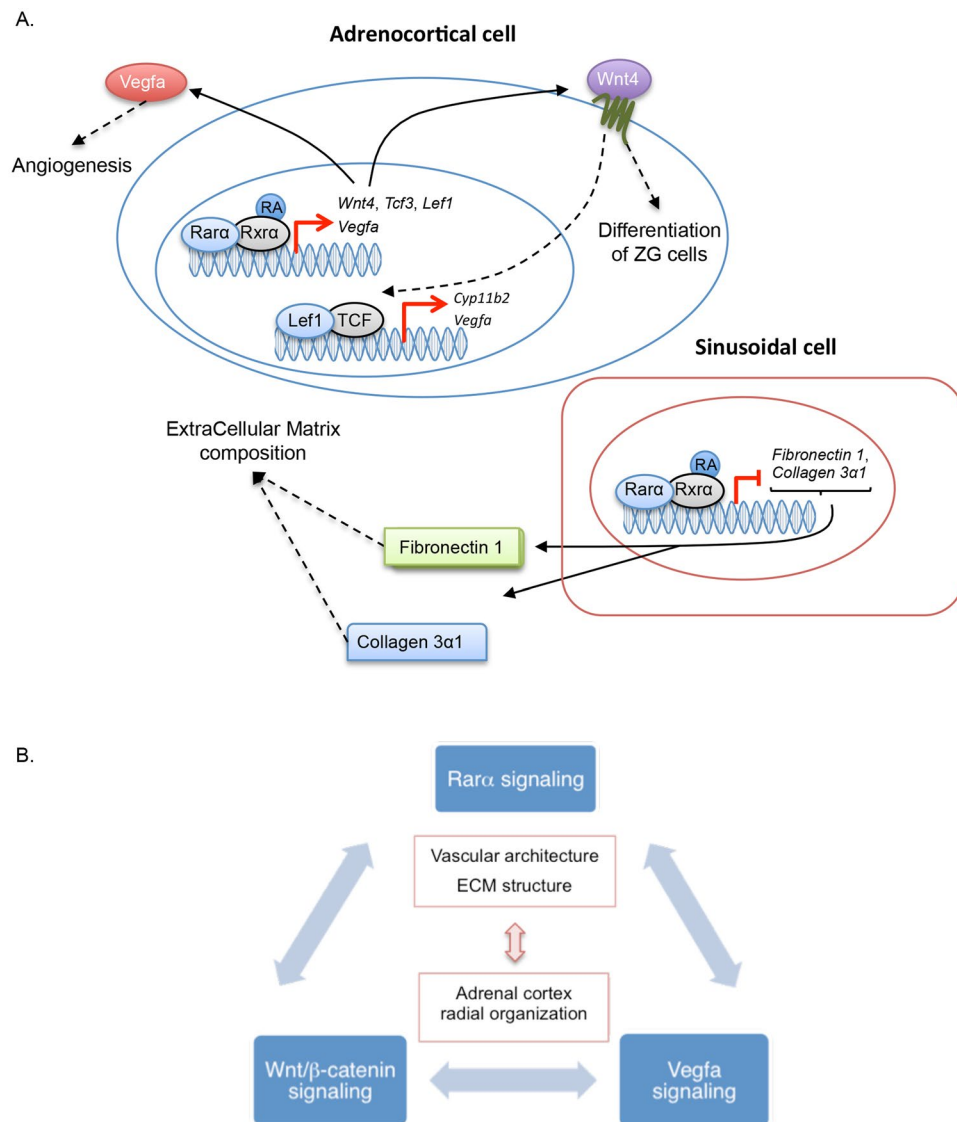 A.
Adrenocortical cell
Vegfa
Wnt4
Angiogenesis
RA
Rarα
Rxrα
Wnt4, Tcf3, Lef1
Vegfa
Differentiation
of ZG cells
Lef1
TCF
Cyp11b2
Vegfa
Sinusoidal cell
ExtraCellular Matrix
composition
RA
Rarα
Rxrα
Fibronectin 1,
Collagen 3α1
Fibronectin 1
Collagen 3α1
B.
Rarα signaling
Vascular architecture
ECM structure
Adrenal cortex
radial organization
Wnt/β-catenin
signaling
Vegfa
signaling